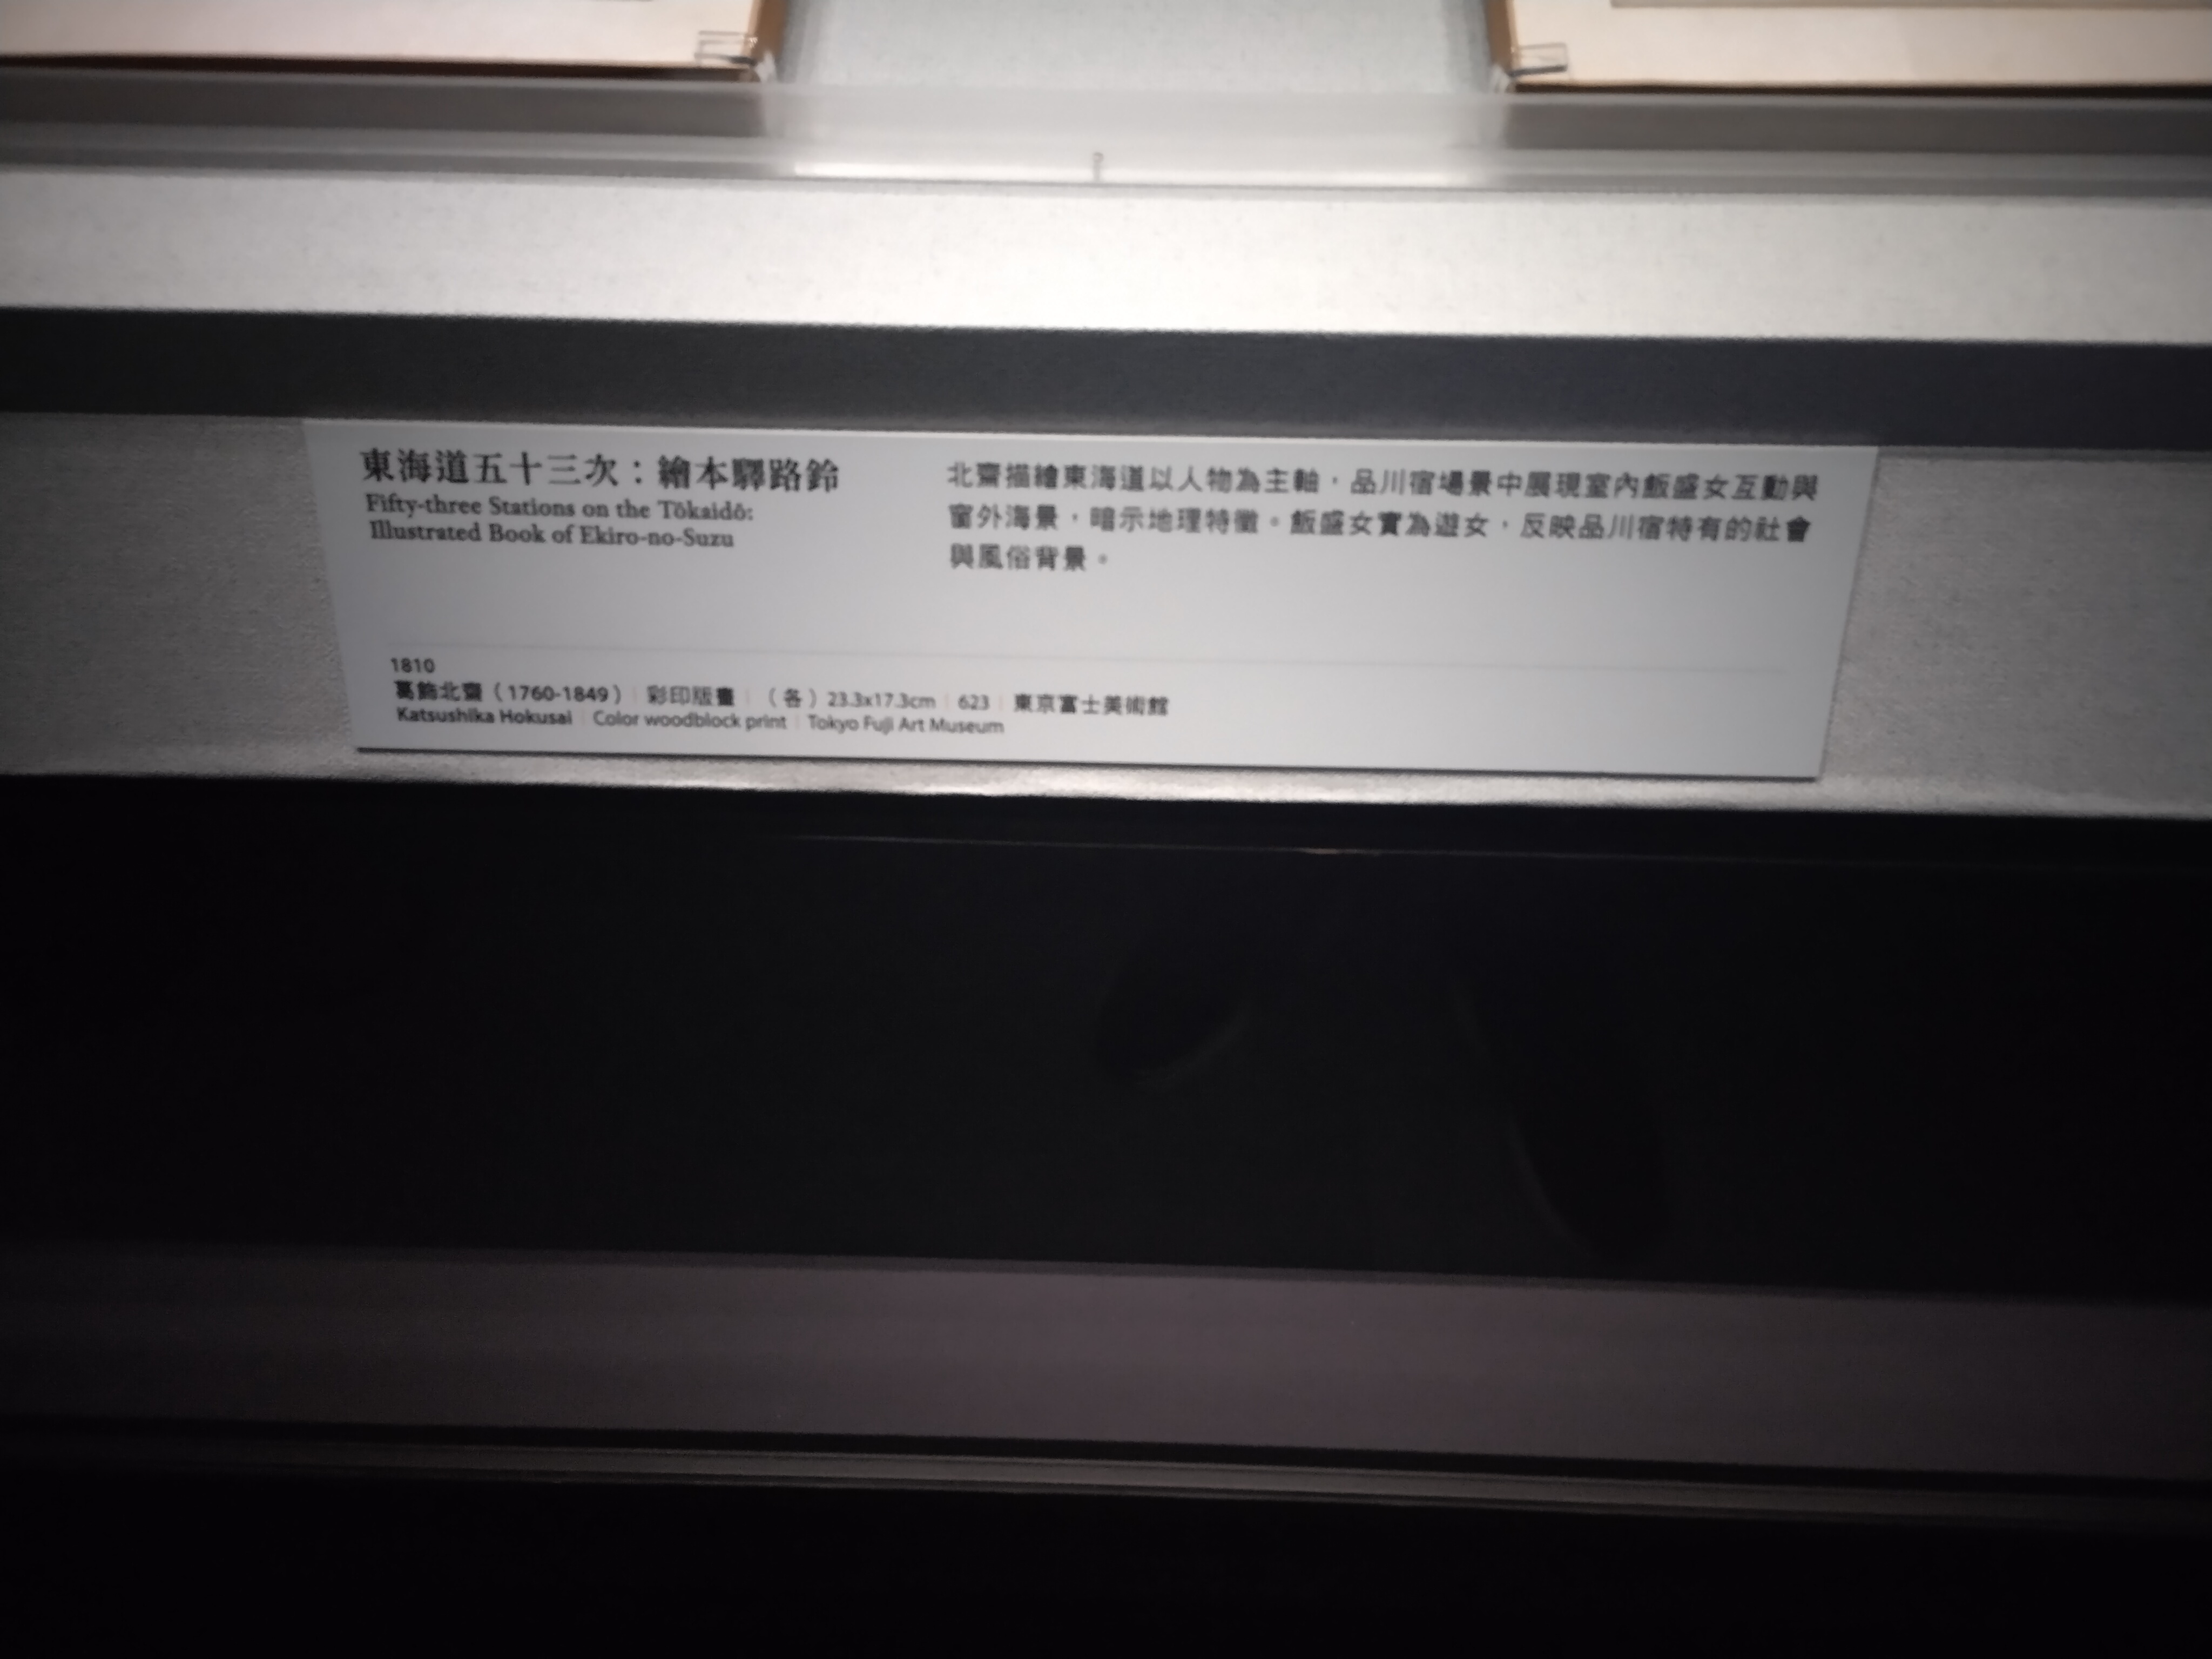 東海道五十三次：繪本驛路鈴
Fifty-three Stations on the Tōkaidō:
Illustrated Book of Ekiro-no-Suzu
北齋描繪東海道以人物為主軸，品川宿場景中展現室內飯盛女互動與
窗外海景，暗示地理特徵。飯盛女實為遊女，反映品川宿特有的社會
與風俗背景。
1810
葛飾北齋（1760-1849） | 彩印版畫 | （各）23.3x17.3cm | 623 | 東京富士美術館
Katsushika Hokusai | Color woodblock print | Tokyo Fuji Art Museum